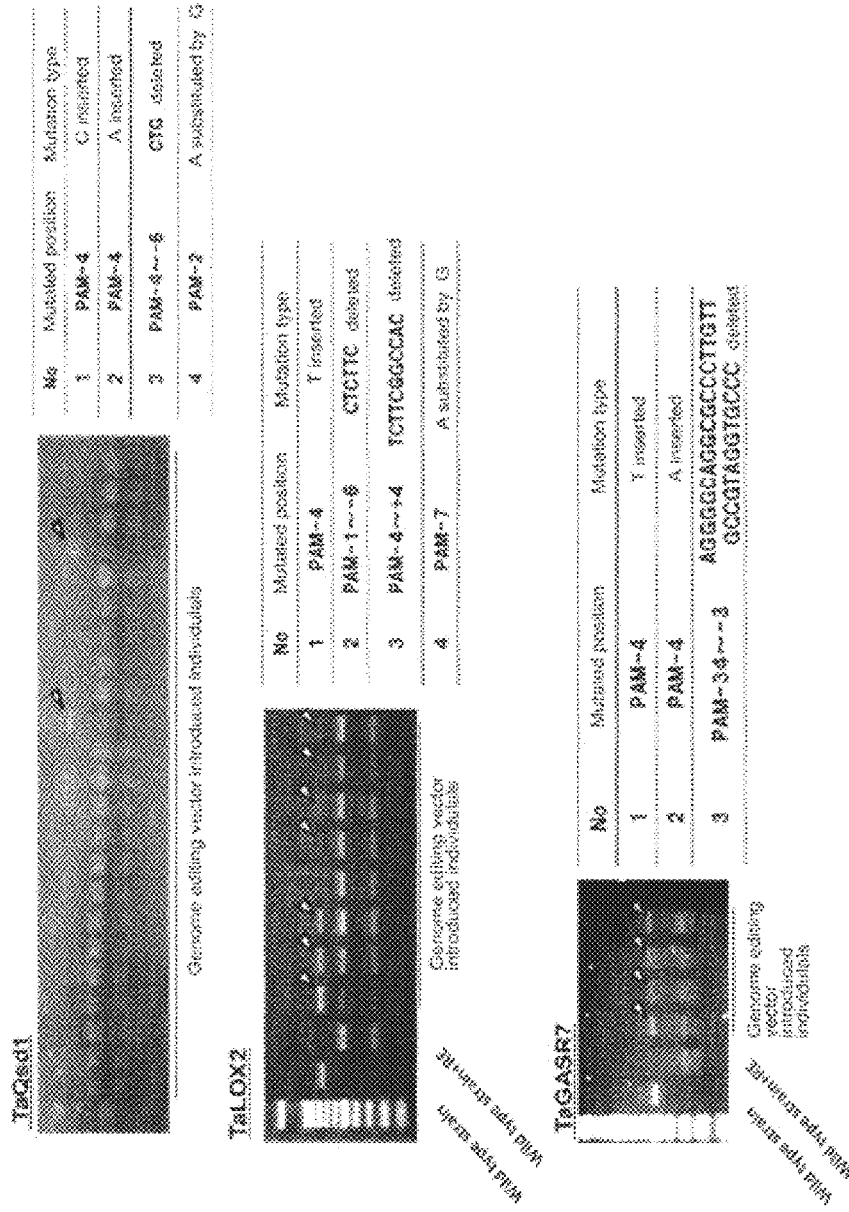 TaQsd1
Genome editing vector introduced individulals
No Mutated position Mutation type
1 PAM-4 C inserted
2 PAM-4 A inserted
3 PAM-4~-6 CTG deleted
4 PAM-2 A substituted by G
TaLOX2
Wild type strain
Wild type strain+RE
Genome editing vector
introduced individulals
No Mutated position Mutation type
1 PAM-4 T inserted
2 PAM-1~-6 CTCTTC deleted
3 PAM-4~+4 TCTTCGGCCAC deleted
4 PAM-7 A substituted by G
TaGASR7
Wild type strain
Wild type strain+RE
Genome editing
vector
introduced
individulals
No Mutated position Mutation type
1 PAM-4 T inserted
2 PAM-4 A inserted
3 PAM-34~-3 AGGGGCAGGCGCCCTTGTT
GCCGTAGGTGCCC deleted